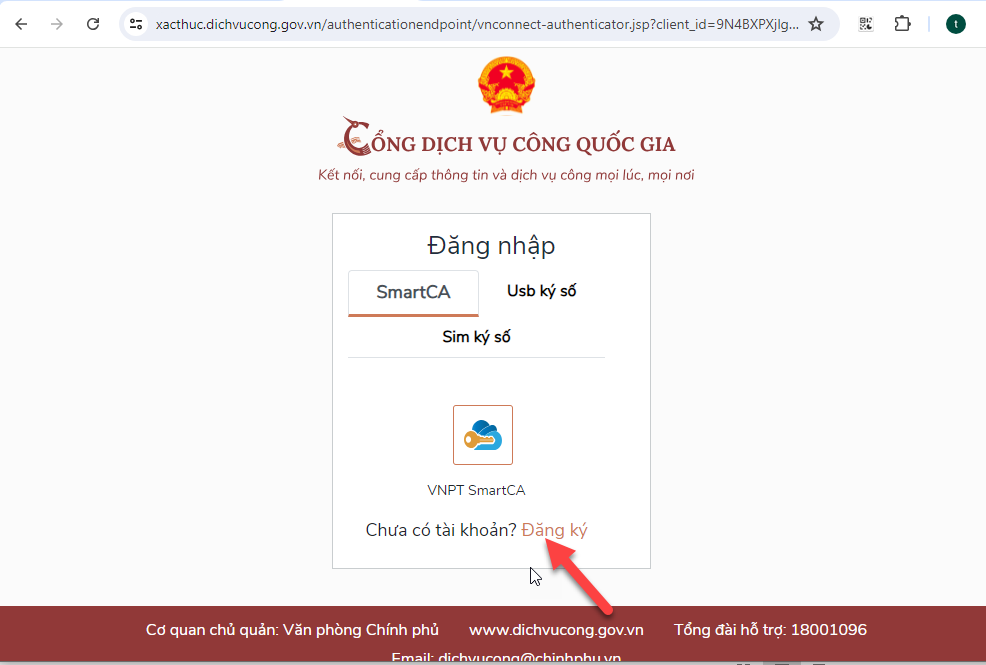 xacthuc.dichvucong.gov.vn/authenticationendpoint/vnconnect-authenticator.jsp?client_id=9N4BXPXjIg...
t
CỔNG DỊCH VỤ CÔNG QUỐC GIA
Kết nối, cung cấp thông tin và dịch vụ công mọi lúc, mọi nơi
Đăng nhập
SmartCA Usb ký số
Sim ký số
VNPT SmartCA
Chưa có tài khoản? Đăng ký
Cơ quan chủ quản: Văn phòng Chính phủ www.dichvucong.gov.vn Tổng đài hỗ trợ: 18001096
Email: dichvucong@chinhphu.vn